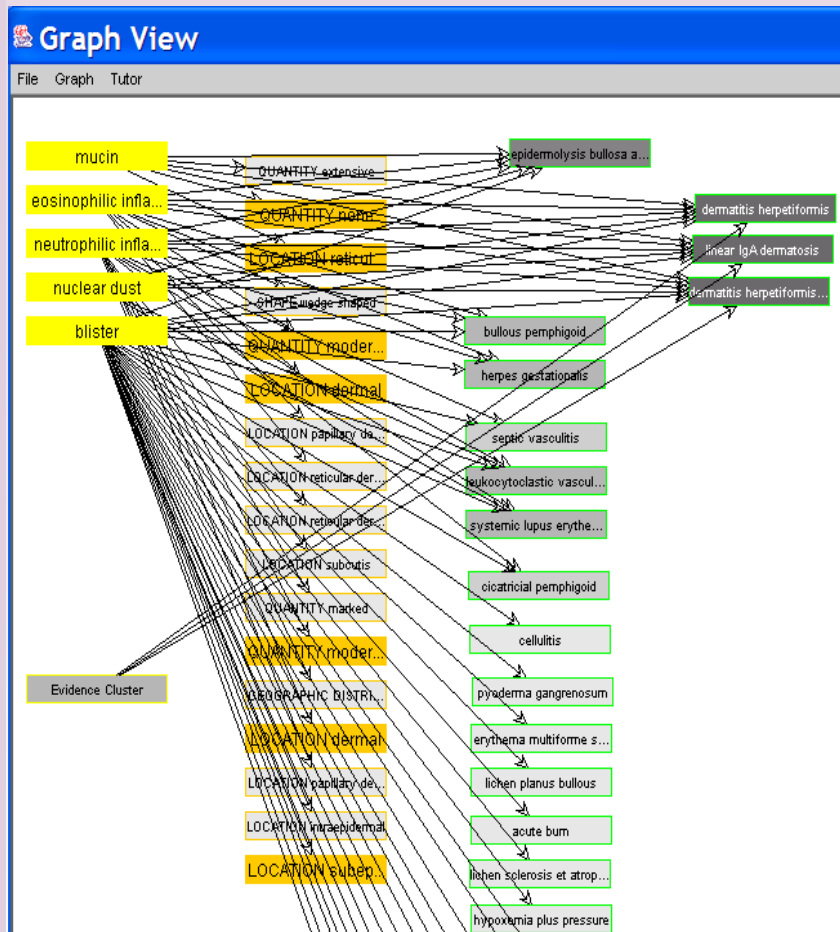 Graph View
File Graph Tutor
mucin
eosinophilic infla...
neutrophilic infla...
nuclear dust
blister
Evidence Cluster
QUANTITY extensive
QUANTITY none
LOCATION reticul...
SHAPE wedge shaped
QUANTITY moder...
LOCATION dermal
LOCATION papillary de...
LOCATION reticular der...
LOCATION reticular der...
LOCATION subcutis
QUANTITY marked
QUANTITY moder...
GEOGRAPHIC DISTRI...
LOCATION dermal
LOCATION papillary de...
LOCATION intraepidermal
LOCATION subep...
epidermolysis bullosa a...
bullous pemphigoid
herpes gestationalis
septic vasculitis
leukocytoclastic vascul...
systemic lupus erythe...
cicatricial pemphigoid
cellulitis
pyoderma gangrenosum
erythema multiforme s...
lichen planus bullous
acute burn
lichen sclerosis et atrop...
hypoxemia plus pressure
dermatitis herpetiformis
linear IgA dermatosis
dermatitis herpetiformis...